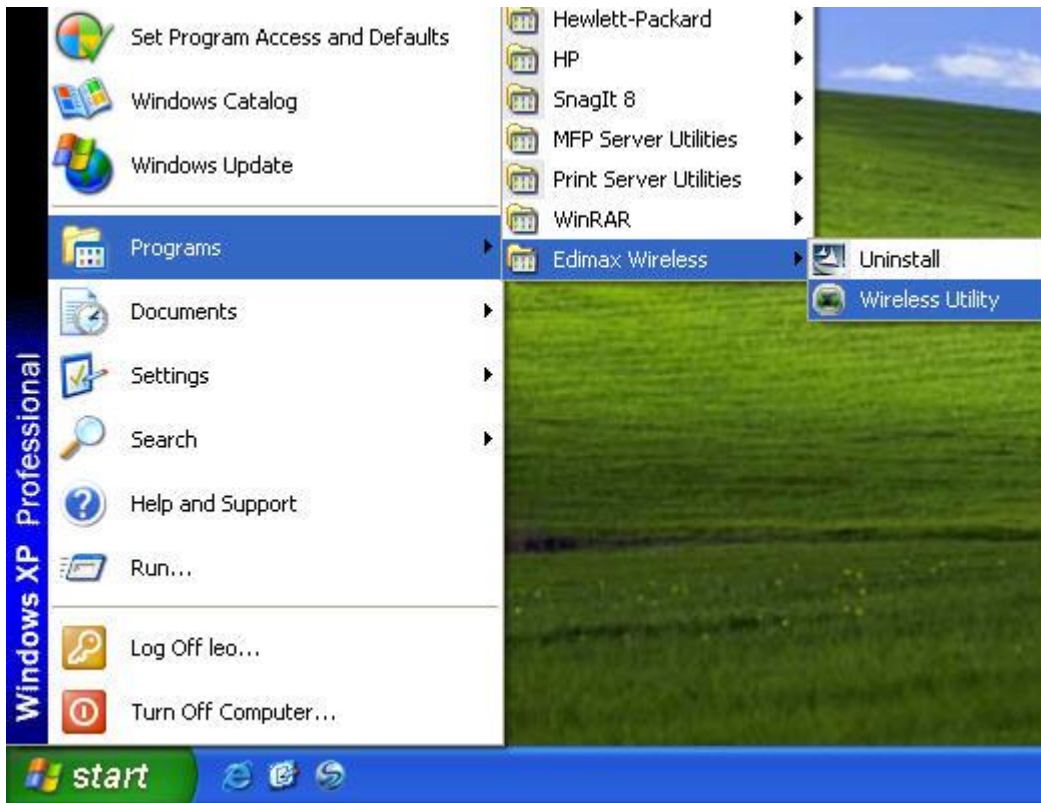 Set Program Access and Defaults
Windows Catalog
Windows Update
Programs
Documents
Settings
Search
Help and Support
Run...
Log Off leo...
Turn Off Computer...
Windows XP Professional
Hewlett-Packard
HP
SnagIt 8
MFP Server Utilities
Print Server Utilities
WinRAR
Edimax Wireless
Uninstall
Wireless Utility
start